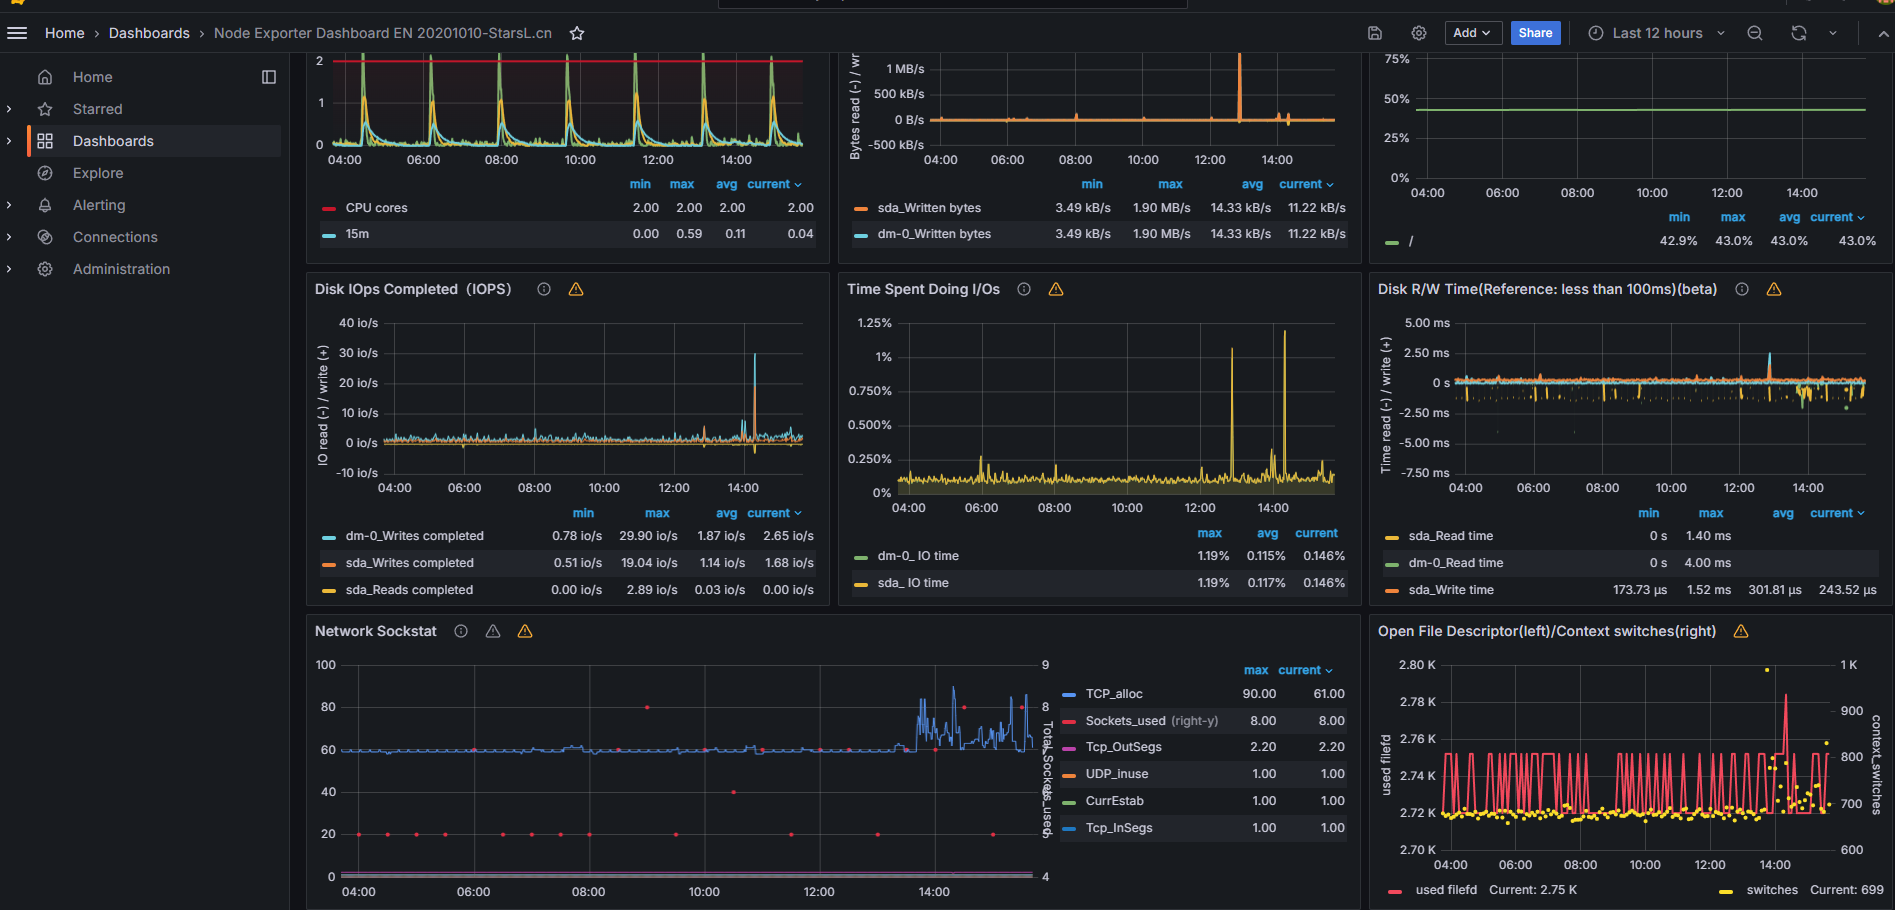 Home › Dashboards › Node Exporter Dashboard EN 20201010-StarsL.cn
Add
Share
Last 12 hours
Home
Starred
Dashboards
Explore
Alerting
Connections
Administration
2
1
0
04:00 06:00 08:00 10:00 12:00 14:00
min max avg current
CPU cores 2.00 2.00 2.00 2.00
15m 0.00 0.59 0.11 0.04
Bytes read (-) / wr
1 MB/s
500 kB/s
0 B/s
-500 kB/s
04:00 06:00 08:00 10:00 12:00 14:00
min max avg current
sda_Written bytes 3.49 kB/s 1.90 MB/s 14.33 kB/s 11.22 kB/s
dm-0_Written bytes 3.49 kB/s 1.90 MB/s 14.33 kB/s 11.22 kB/s
75%
50%
25%
0%
04:00 06:00 08:00 10:00 12:00 14:00
min max avg current
/ 42.9% 43.0% 43.0% 43.0%
Disk IOps Completed（IOPS）
IO read (-) / write (+)
40 io/s
30 io/s
20 io/s
10 io/s
0 io/s
-10 io/s
04:00 06:00 08:00 10:00 12:00 14:00
min max avg current
dm-0_Writes completed 0.78 io/s 29.90 io/s 1.87 io/s 2.65 io/s
sda_Writes completed 0.51 io/s 19.04 io/s 1.14 io/s 1.68 io/s
sda_Reads completed 0.00 io/s 2.89 io/s 0.03 io/s 0.00 io/s
Time Spent Doing I/Os
1.25%
1%
0.750%
0.500%
0.250%
0%
04:00 06:00 08:00 10:00 12:00 14:00
max avg current
dm-0_ IO time 1.19% 0.115% 0.146%
sda_ IO time 1.19% 0.117% 0.146%
Disk R/W Time(Reference: less than 100ms)(beta)
Time read (-) / write (+)
5.00 ms
2.50 ms
0 s
-2.50 ms
-5.00 ms
-7.50 ms
04:00 06:00 08:00 10:00 12:00 14:00
min max avg current
sda_Read time 0 s 1.40 ms
dm-0_Read time 0 s 4.00 ms
sda_Write time 173.73 µs 1.52 ms 301.81 µs 243.52 µs
Network Sockstat
100
80
60
40
20
0
9
8
7
6
5
4
Total_Sockets_used
04:00 06:00 08:00 10:00 12:00 14:00
max current
TCP_alloc 90.00 61.00
Sockets_used (right-y) 8.00 8.00
Tcp_OutSegs 2.20 2.20
UDP_inuse 1.00 1.00
CurrEstab 1.00 1.00
Tcp_InSegs 1.00 1.00
Open File Descriptor(left)/Context switches(right)
used filefd
2.80 K
2.78 K
2.76 K
2.74 K
2.72 K
2.70 K
1 K
900
800
700
600
context_switches
04:00 06:00 08:00 10:00 12:00 14:00
used filefd Current: 2.75 K
switches Current: 699